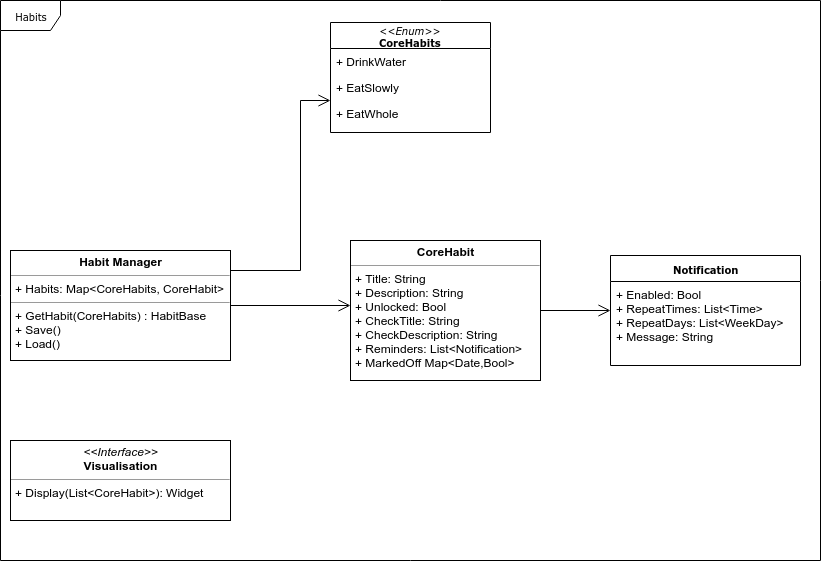 Habits
<<Enum>>
CoreHabits
+ DrinkWater
+ EatSlowly
+ EatWhole
Habit Manager
+ Habits: Map<CoreHabits, CoreHabit>
+ GetHabit(CoreHabits) : HabitBase
+ Save()
+ Load()
CoreHabit
+ Title: String
+ Description: String
+ Unlocked: Bool
+ CheckTitle: String
+ CheckDescription: String
+ Reminders: List<Notification>
+ MarkedOff Map<Date,Bool>
Notification
+ Enabled: Bool
+ RepeatTimes: List<Time>
+ RepeatDays: List<WeekDay>
+ Message: String
<<Interface>>
Visualisation
+ Display(List<CoreHabit>): Widget